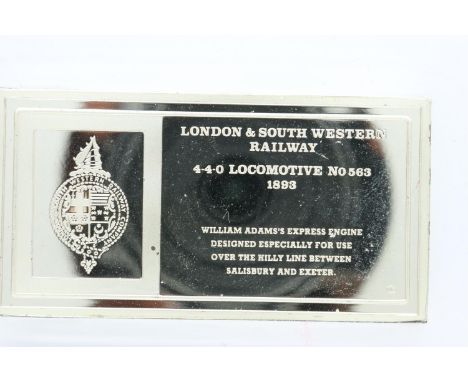 LONDON & SOUTH WESTERN
RAILWAY
4-4-0 LOCOMOTIVE No 563
1893
WILLIAM ADAMS'S EXPRESS ENGINE
DESIGNED ESPECIALLY FOR USE
OVER THE HILLY LINE BETWEEN
SALISBURY AND EXETER.